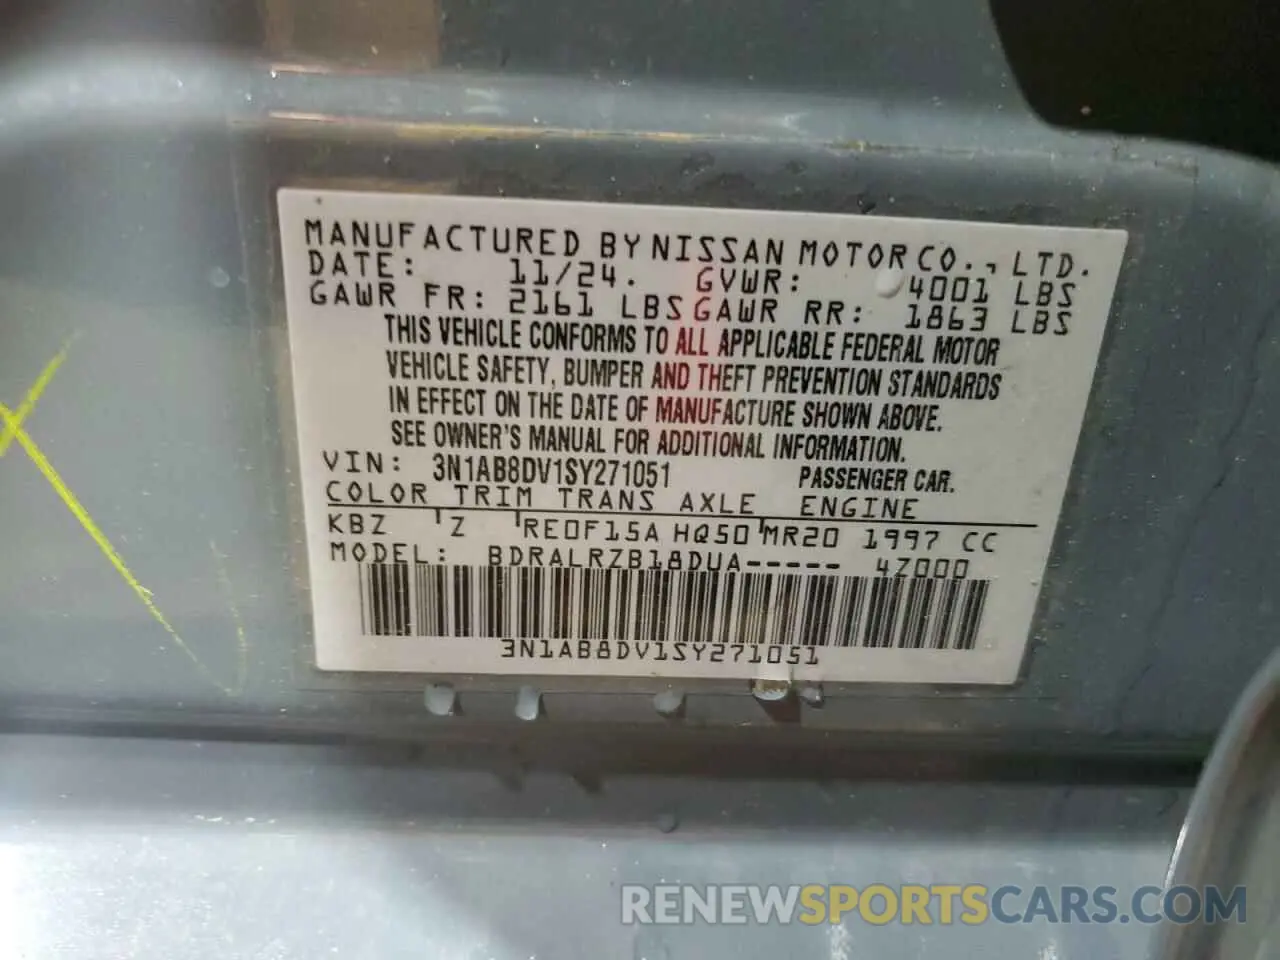 MANUFACTURED BY NISSAN MOTOR CO., LTD.
DATE: 11/24. GVWR: 4001 LBS
GAWR FR: 2161 LBS GAWR RR: 1863 LBS
THIS VEHICLE CONFORMS TO ALL APPLICABLE FEDERAL MOTOR
VEHICLE SAFETY, BUMPER AND THEFT PREVENTION STANDARDS
IN EFFECT ON THE DATE OF MANUFACTURE SHOWN ABOVE.
SEE OWNER'S MANUAL FOR ADDITIONAL INFORMATION.
VIN: 3N1AB8DV1SY271051 PASSENGER CAR.
COLOR TRIM TRANS AXLE ENGINE
KBZ Z RE0F15A HQ50 MR20 1997 CC
MODEL: BDRALRZB18DUA----- 4Z000
3N1AB8DV1SY271051
RENEWSPORTSCARS.COM